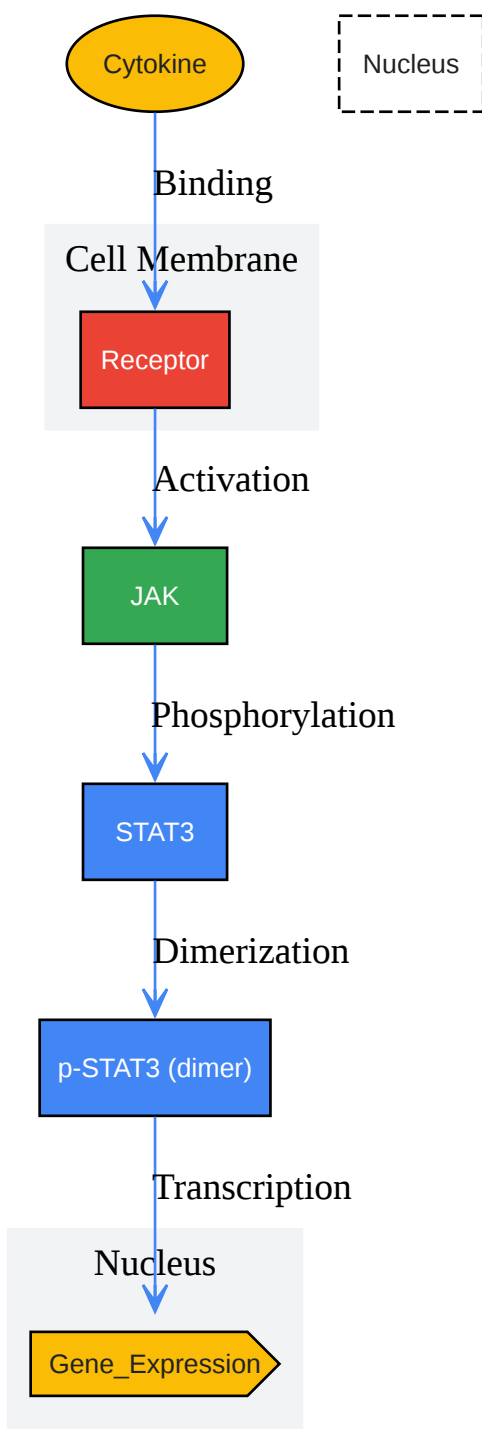 Cytokine
Nucleus
Binding
Cell Membrane
Receptor
Activation
JAK
Phosphorylation
STAT3
Dimerization
p-STAT3 (dimer)
Transcription
Nucleus
Gene_Expression